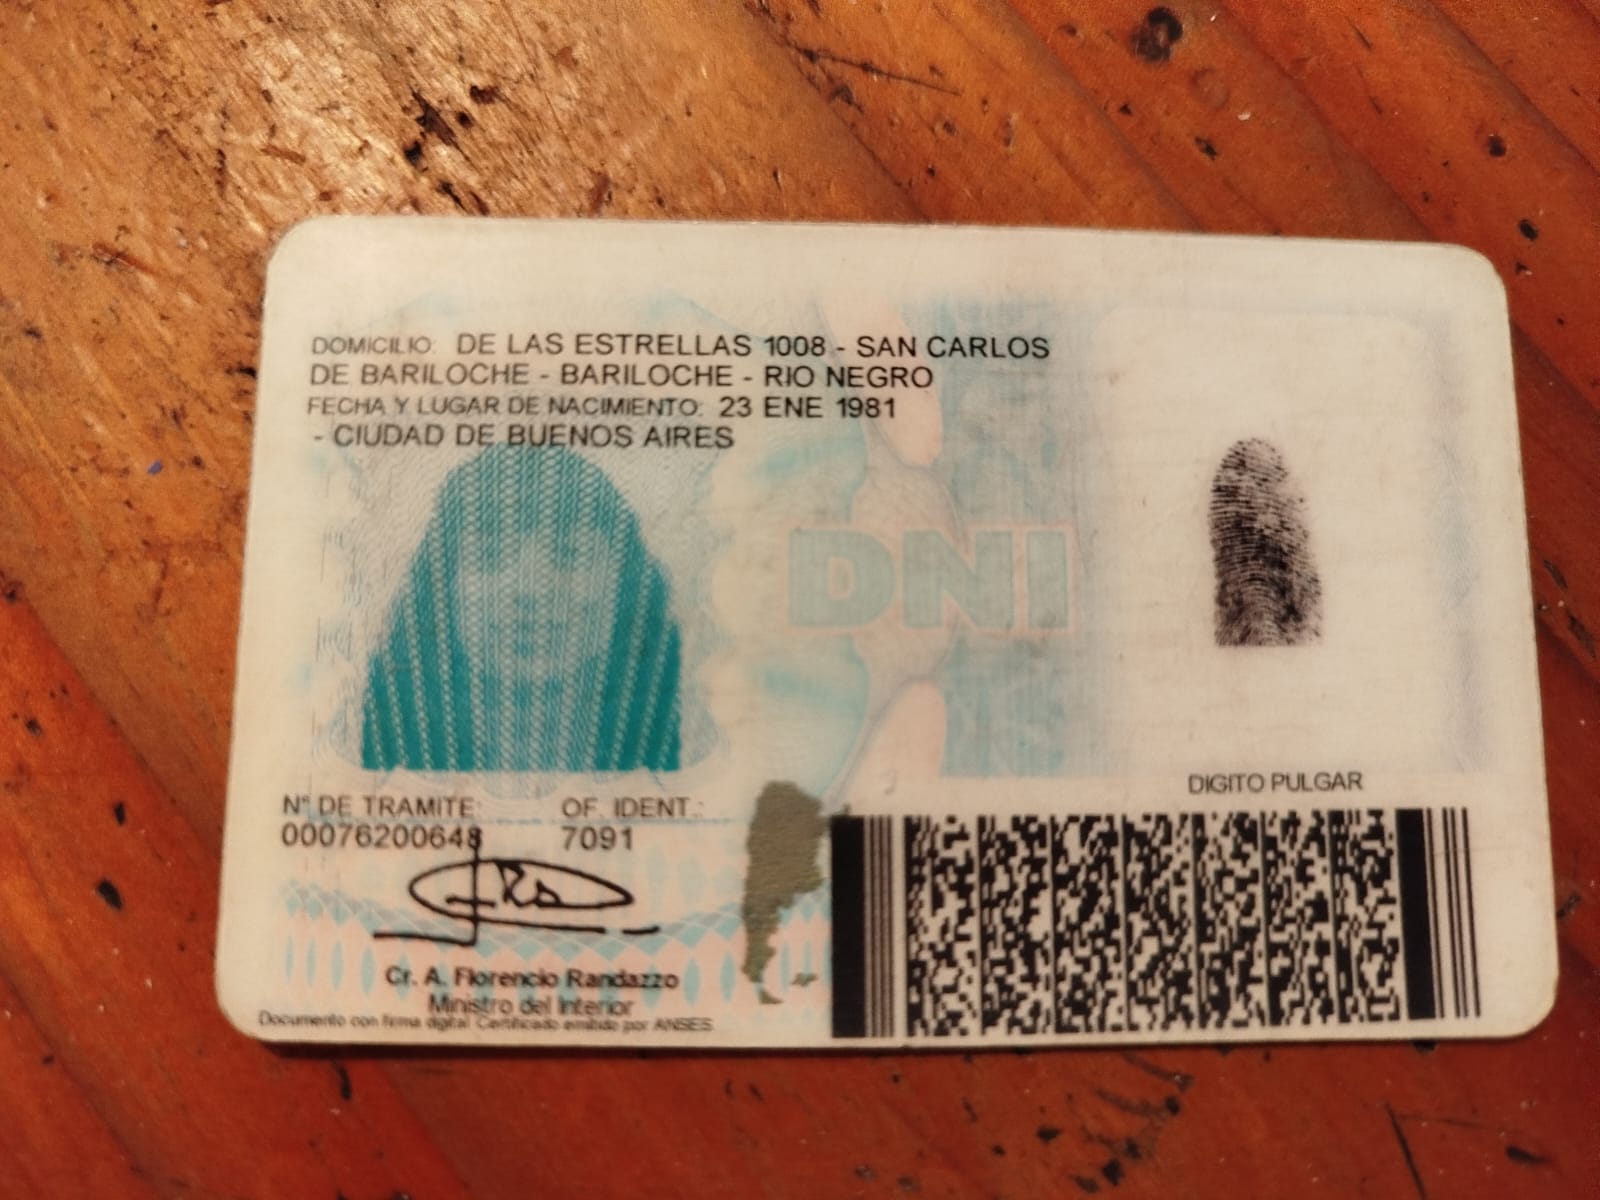 DOMICILIO: DE LAS ESTRELLAS 1008 - SAN CARLOS
DE BARILOCHE - BARILOCHE - RIO NEGRO
FECHA Y LUGAR DE NACIMIENTO: 23 ENE 1981
- CIUDAD DE BUENOS AIRES
DNI
DIGITO PULGAR
N° DE TRAMITE: OF. IDENT.:
00076200648 7091
Cr. A. Florencio Randazzo
Ministro del Interior
Documento con firma digital Certificado emitido por ANSES